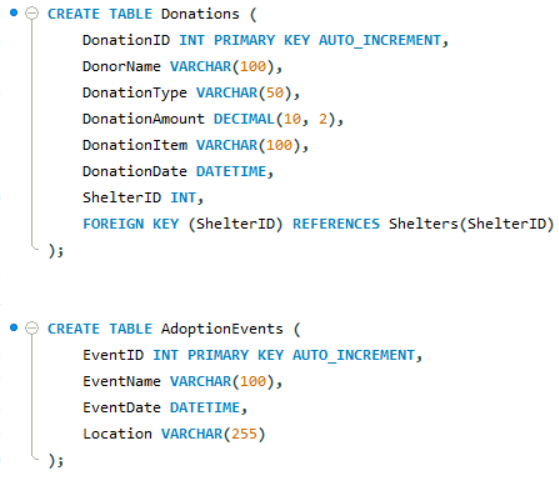 CREATE TABLE Donations (
DonationID INT PRIMARY KEY AUTO_INCREMENT,
DonorName VARCHAR(100),
DonationType VARCHAR(50),
DonationAmount DECIMAL(10, 2),
DonationItem VARCHAR(100),
DonationDate DATETIME,
ShelterID INT,
FOREIGN KEY (ShelterID) REFERENCES Shelters(ShelterID)
);
CREATE TABLE AdoptionEvents (
EventID INT PRIMARY KEY AUTO_INCREMENT,
EventName VARCHAR(100),
EventDate DATETIME,
Location VARCHAR(255)
);